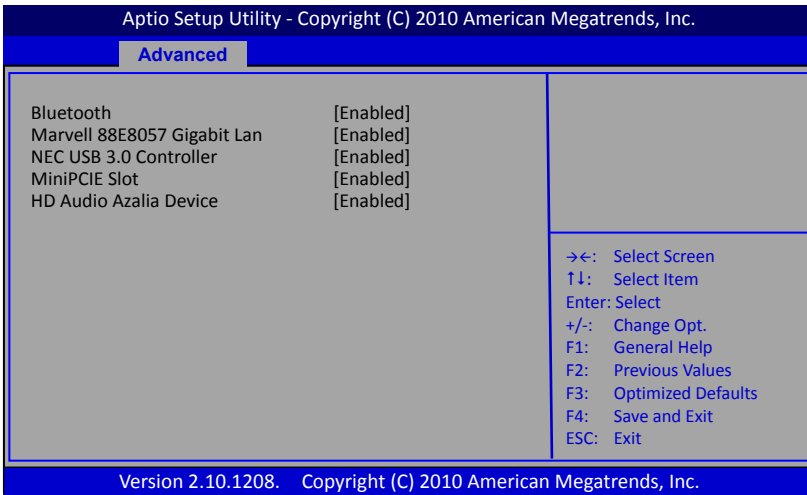 Aptio Setup Utility - Copyright (C) 2010 American Megatrends, Inc.
Advanced
Bluetooth [Enabled]
Marvell 88E8057 Gigabit Lan [Enabled]
NEC USB 3.0 Controller [Enabled]
MiniPCIE Slot [Enabled]
HD Audio Azalia Device [Enabled]
→←: Select Screen
↑↓: Select Item
Enter: Select
+/-: Change Opt.
F1: General Help
F2: Previous Values
F3: Optimized Defaults
F4: Save and Exit
ESC: Exit
Version 2.10.1208. Copyright (C) 2010 American Megatrends, Inc.